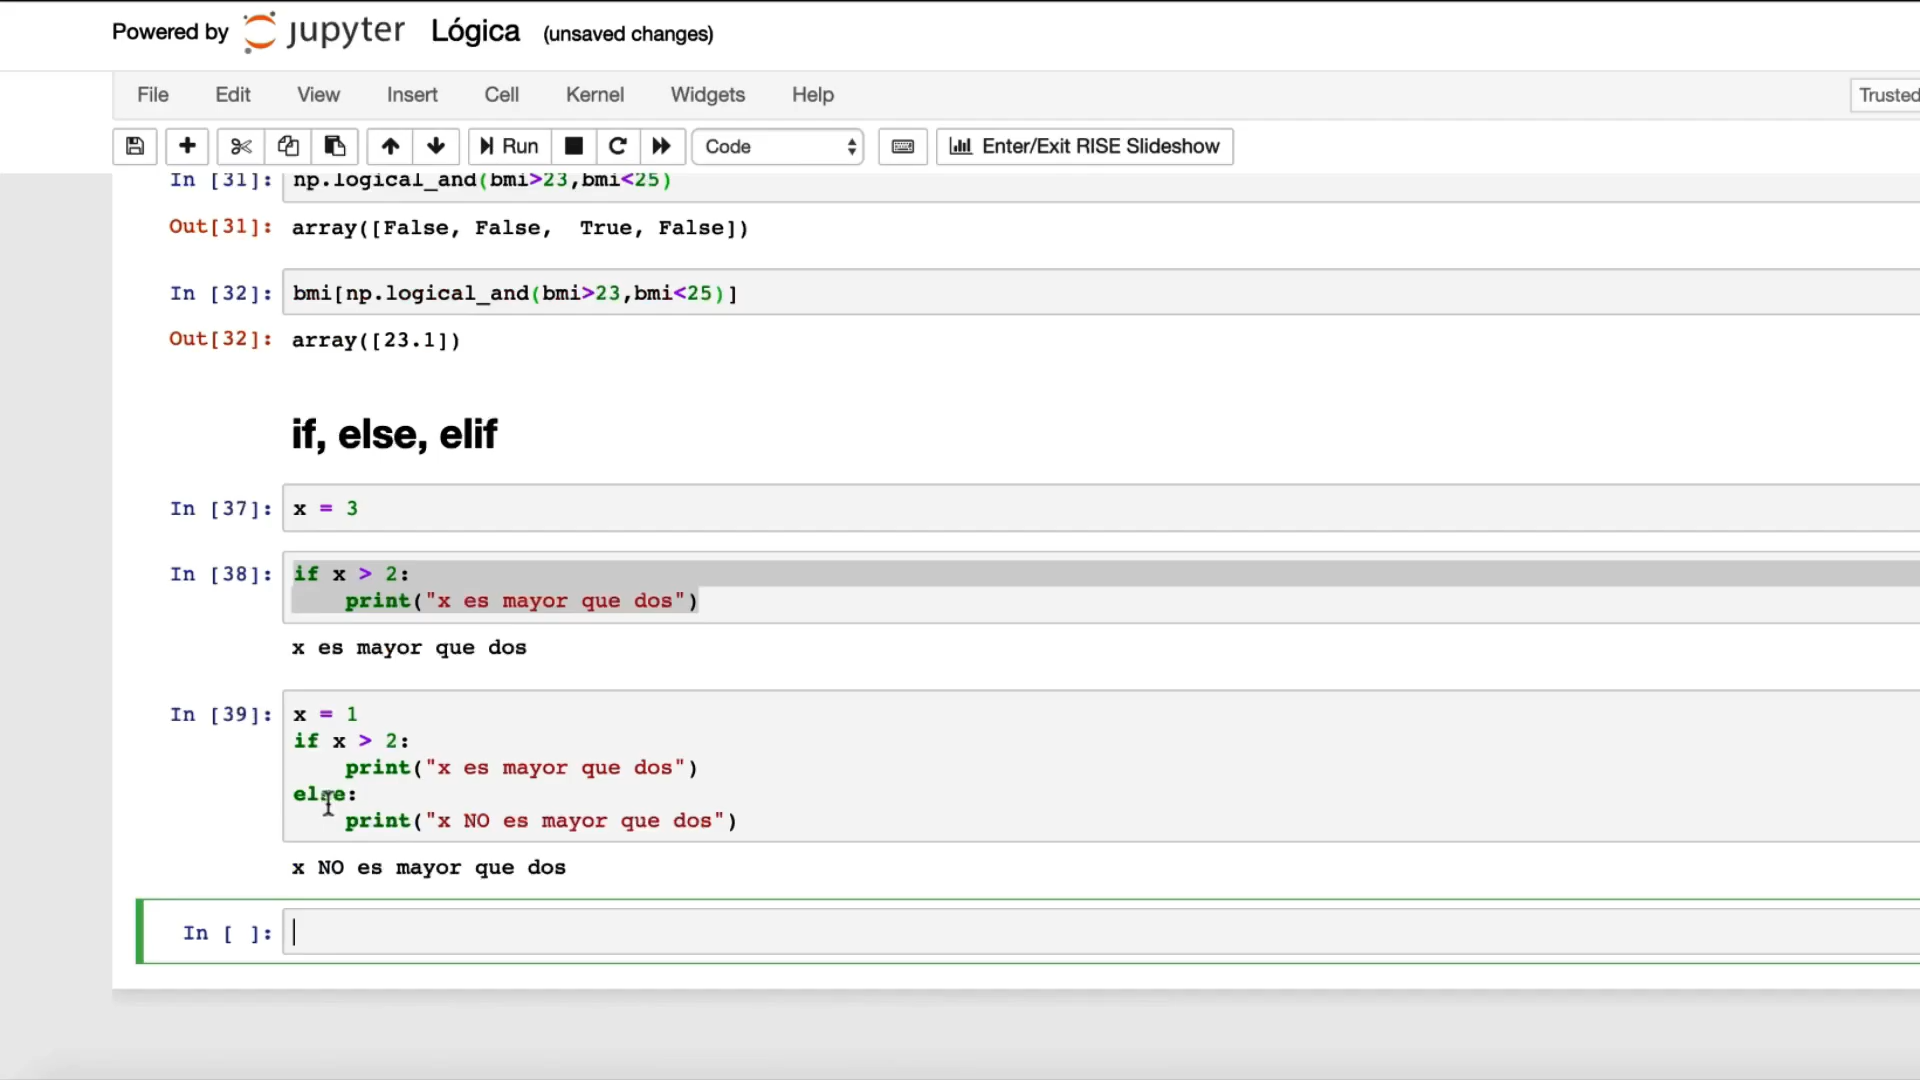 Powered by jupyter Lógica (unsaved changes)
File Edit View Insert Cell Kernel Widgets Help Trusted
Run Code Enter/Exit RISE Slideshow
In [31]: np.logical_and(bmi>23,bmi<25)
Out[31]: array([False, False,  True, False])
In [32]: bmi[np.logical_and(bmi>23,bmi<25)]
Out[32]: array([23.1])
if, else, elif
In [37]: x = 3
In [38]: if x > 2:
    print("x es mayor que dos")
x es mayor que dos
In [39]: x = 1
if x > 2:
    print("x es mayor que dos")
else:
    print("x NO es mayor que dos")
x NO es mayor que dos
In [ ]: